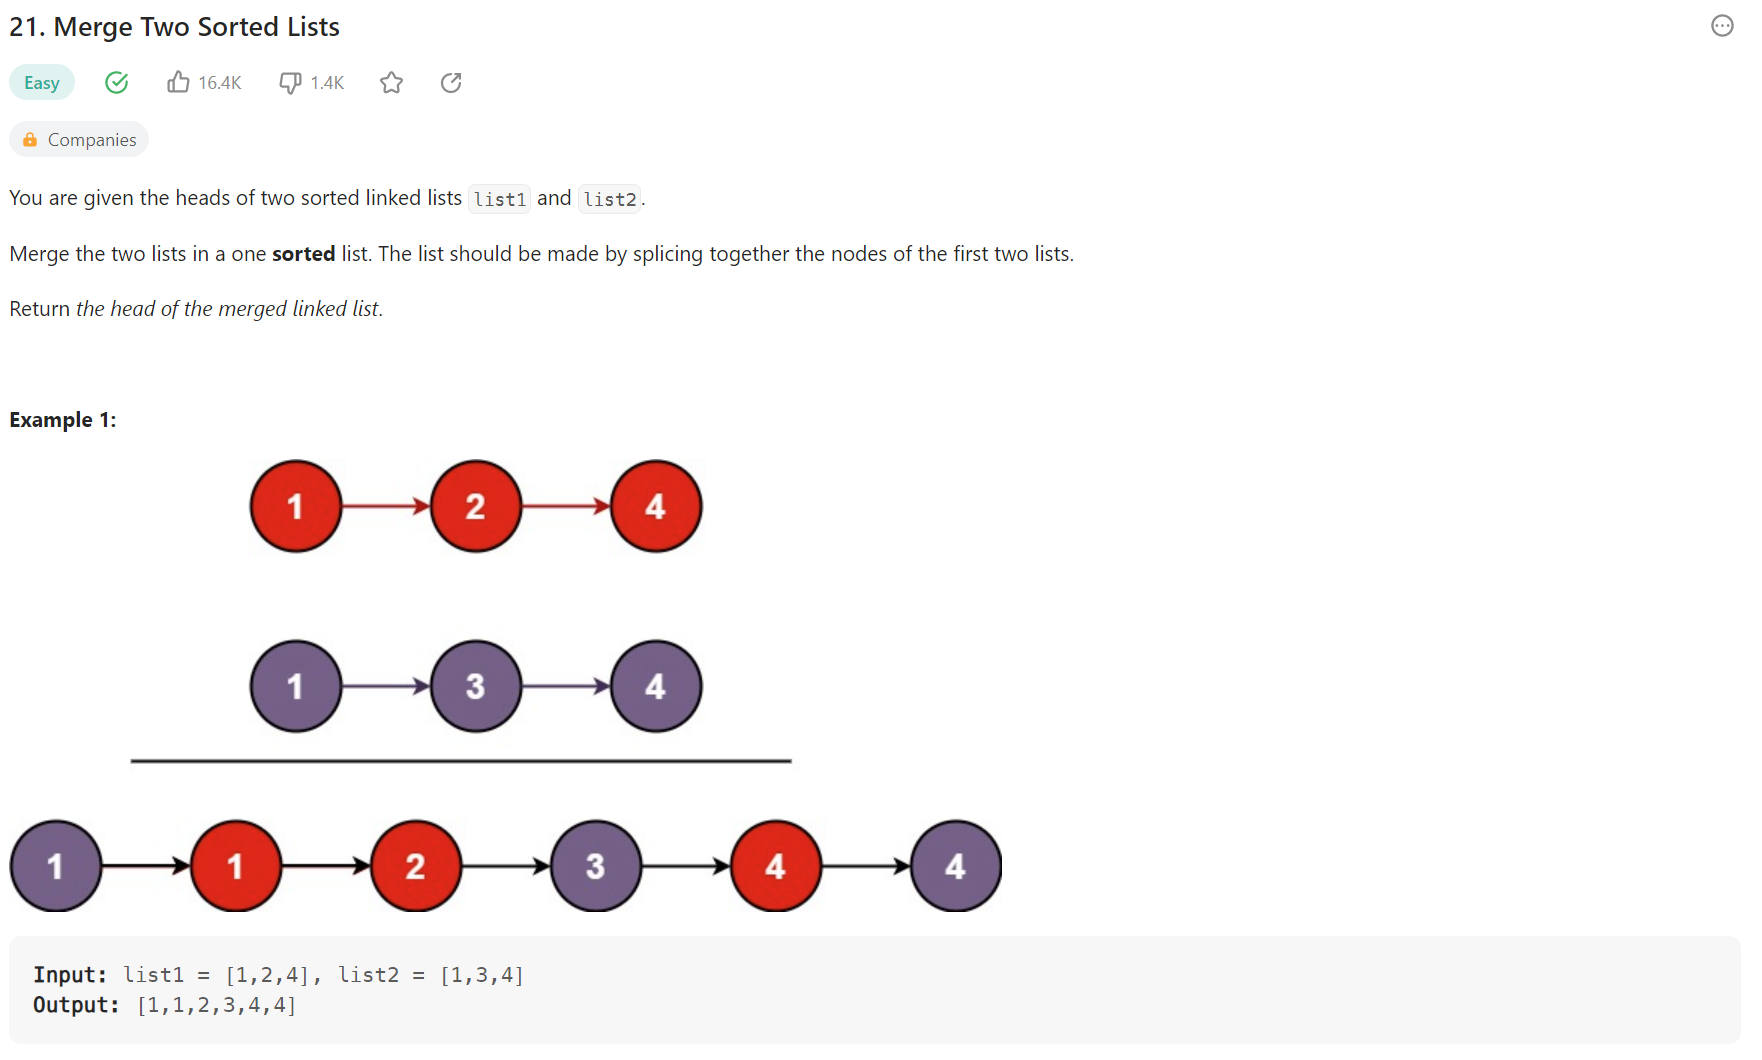 21. Merge Two Sorted Lists
Easy 16.4K 1.4K
Companies
You are given the heads of two sorted linked lists list1 and list2.
Merge the two lists in a one sorted list. The list should be made by splicing together the nodes of the first two lists.
Return the head of the merged linked list.
Example 1:
1 2 4
1 3 4
1 1 2 3 4 4
Input: list1 = [1,2,4], list2 = [1,3,4]
Output: [1,1,2,3,4,4]